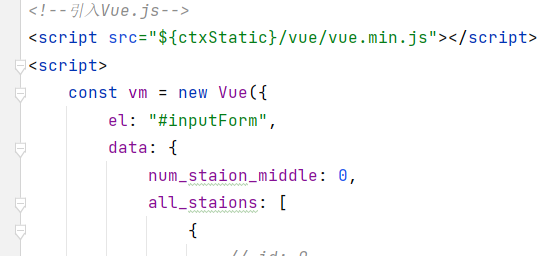 <!--引入Vue.js-->
<script src="${ctxStatic}/vue/vue.min.js"></script>
<script>
const vm = new Vue({
el: "#inputForm",
data: {
num_staion_middle: 0,
all_staions: [
{
// id: 0